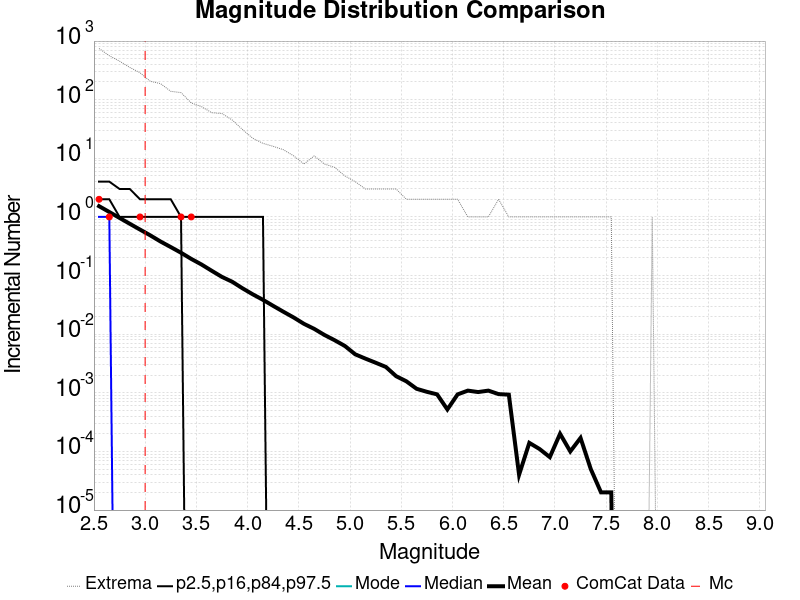 Magnitude Distribution Comparison
10^3
10^2
10^1
10^0
10^-1
10^-2
10^-3
10^-4
10^-5
Incremental Number
2.5 3.0 3.5 4.0 4.5 5.0 5.5 6.0 6.5 7.0 7.5 8.0 8.5 9.0
Magnitude
Extrema p2.5,p16,p84,p97.5 Mode Median Mean ComCat Data Mc